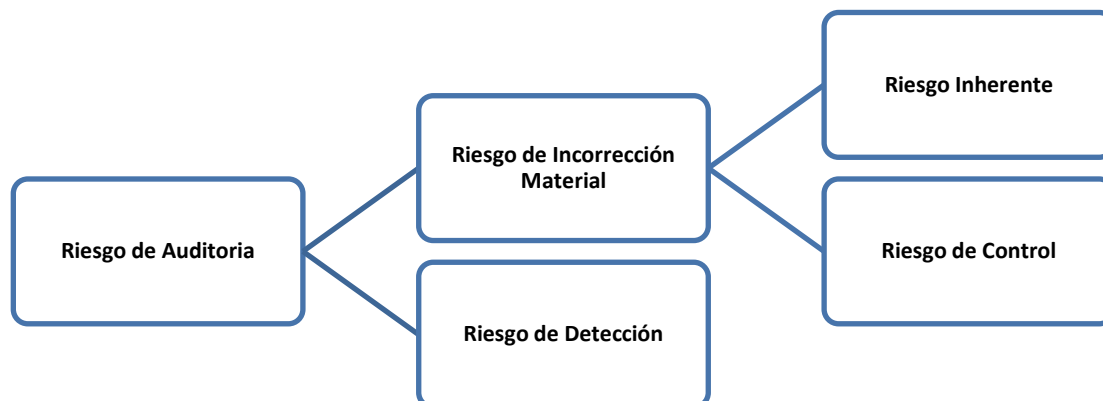 Riesgo de Auditoria
Riesgo de Incorrección
Material
Riesgo de Detección
Riesgo Inherente
Riesgo de Control